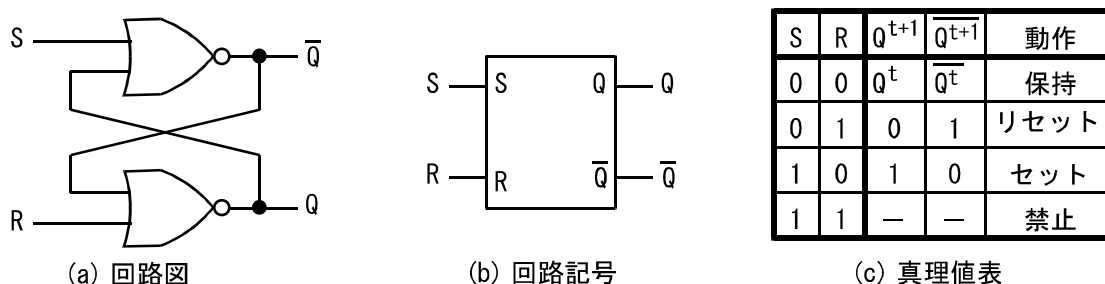 S
Q̅
Q
R
(a) 回路図
S S Q Q
R R Q̅ Q̅
(b) 回路記号
S R Q^{t+1} \overline{Q^{t+1}} 動作
0 0 Q^{t} \overline{Q^{t}} 保持
0 1 0 1 リセット
1 0 1 0 セット
1 1 — — 禁止
(c) 真理値表